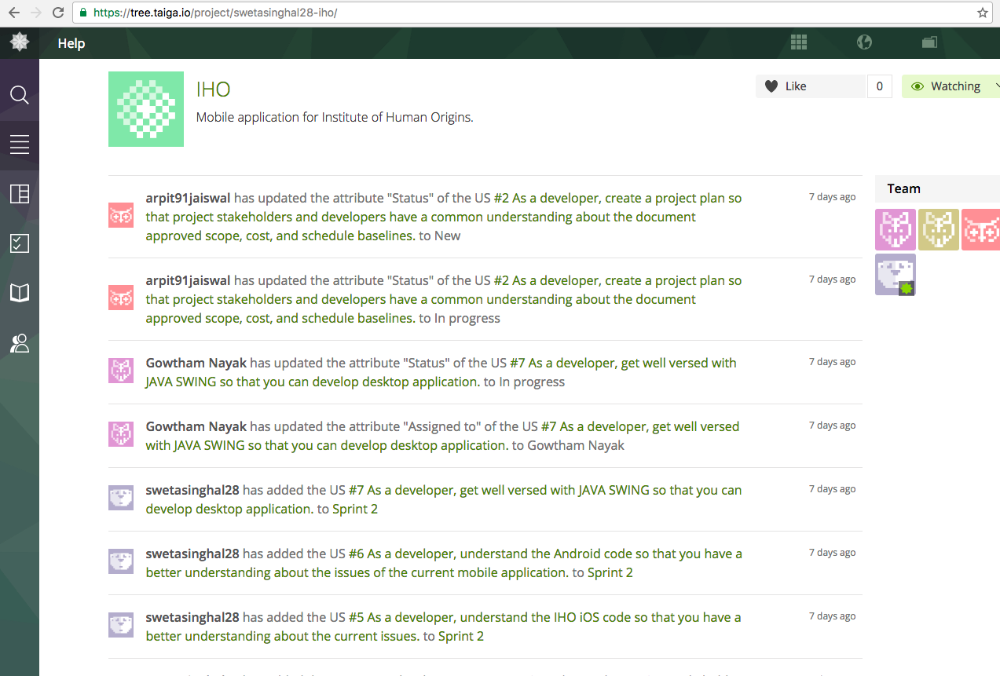 https://tree.taiga.io/project/swetasinghal28-iho/
Help
IHO
Mobile application for Institute of Human Origins.
Like
0
Watching
arpit91jaiswal has updated the attribute "Status" of the US #2 As a developer, create a project plan so
that project stakeholders and developers have a common understanding about the document
approved scope, cost, and schedule baselines. to New
7 days ago
Team
arpit91jaiswal has updated the attribute "Status" of the US #2 As a developer, create a project plan so
that project stakeholders and developers have a common understanding about the document
approved scope, cost, and schedule baselines. to In progress
7 days ago
Gowtham Nayak has updated the attribute "Status" of the US #7 As a developer, get well versed with
JAVA SWING so that you can develop desktop application. to In progress
7 days ago
Gowtham Nayak has updated the attribute "Assigned to" of the US #7 As a developer, get well versed
with JAVA SWING so that you can develop desktop application. to Gowtham Nayak
7 days ago
swetasinghal28 has added the US #7 As a developer, get well versed with JAVA SWING so that you can
develop desktop application. to Sprint 2
7 days ago
swetasinghal28 has added the US #6 As a developer, understand the Android code so that you have a
better understanding about the issues of the current mobile application. to Sprint 2
7 days ago
swetasinghal28 has added the US #5 As a developer, understand the IHO iOS code so that you have a
better understanding about the current issues. to Sprint 2
7 days ago